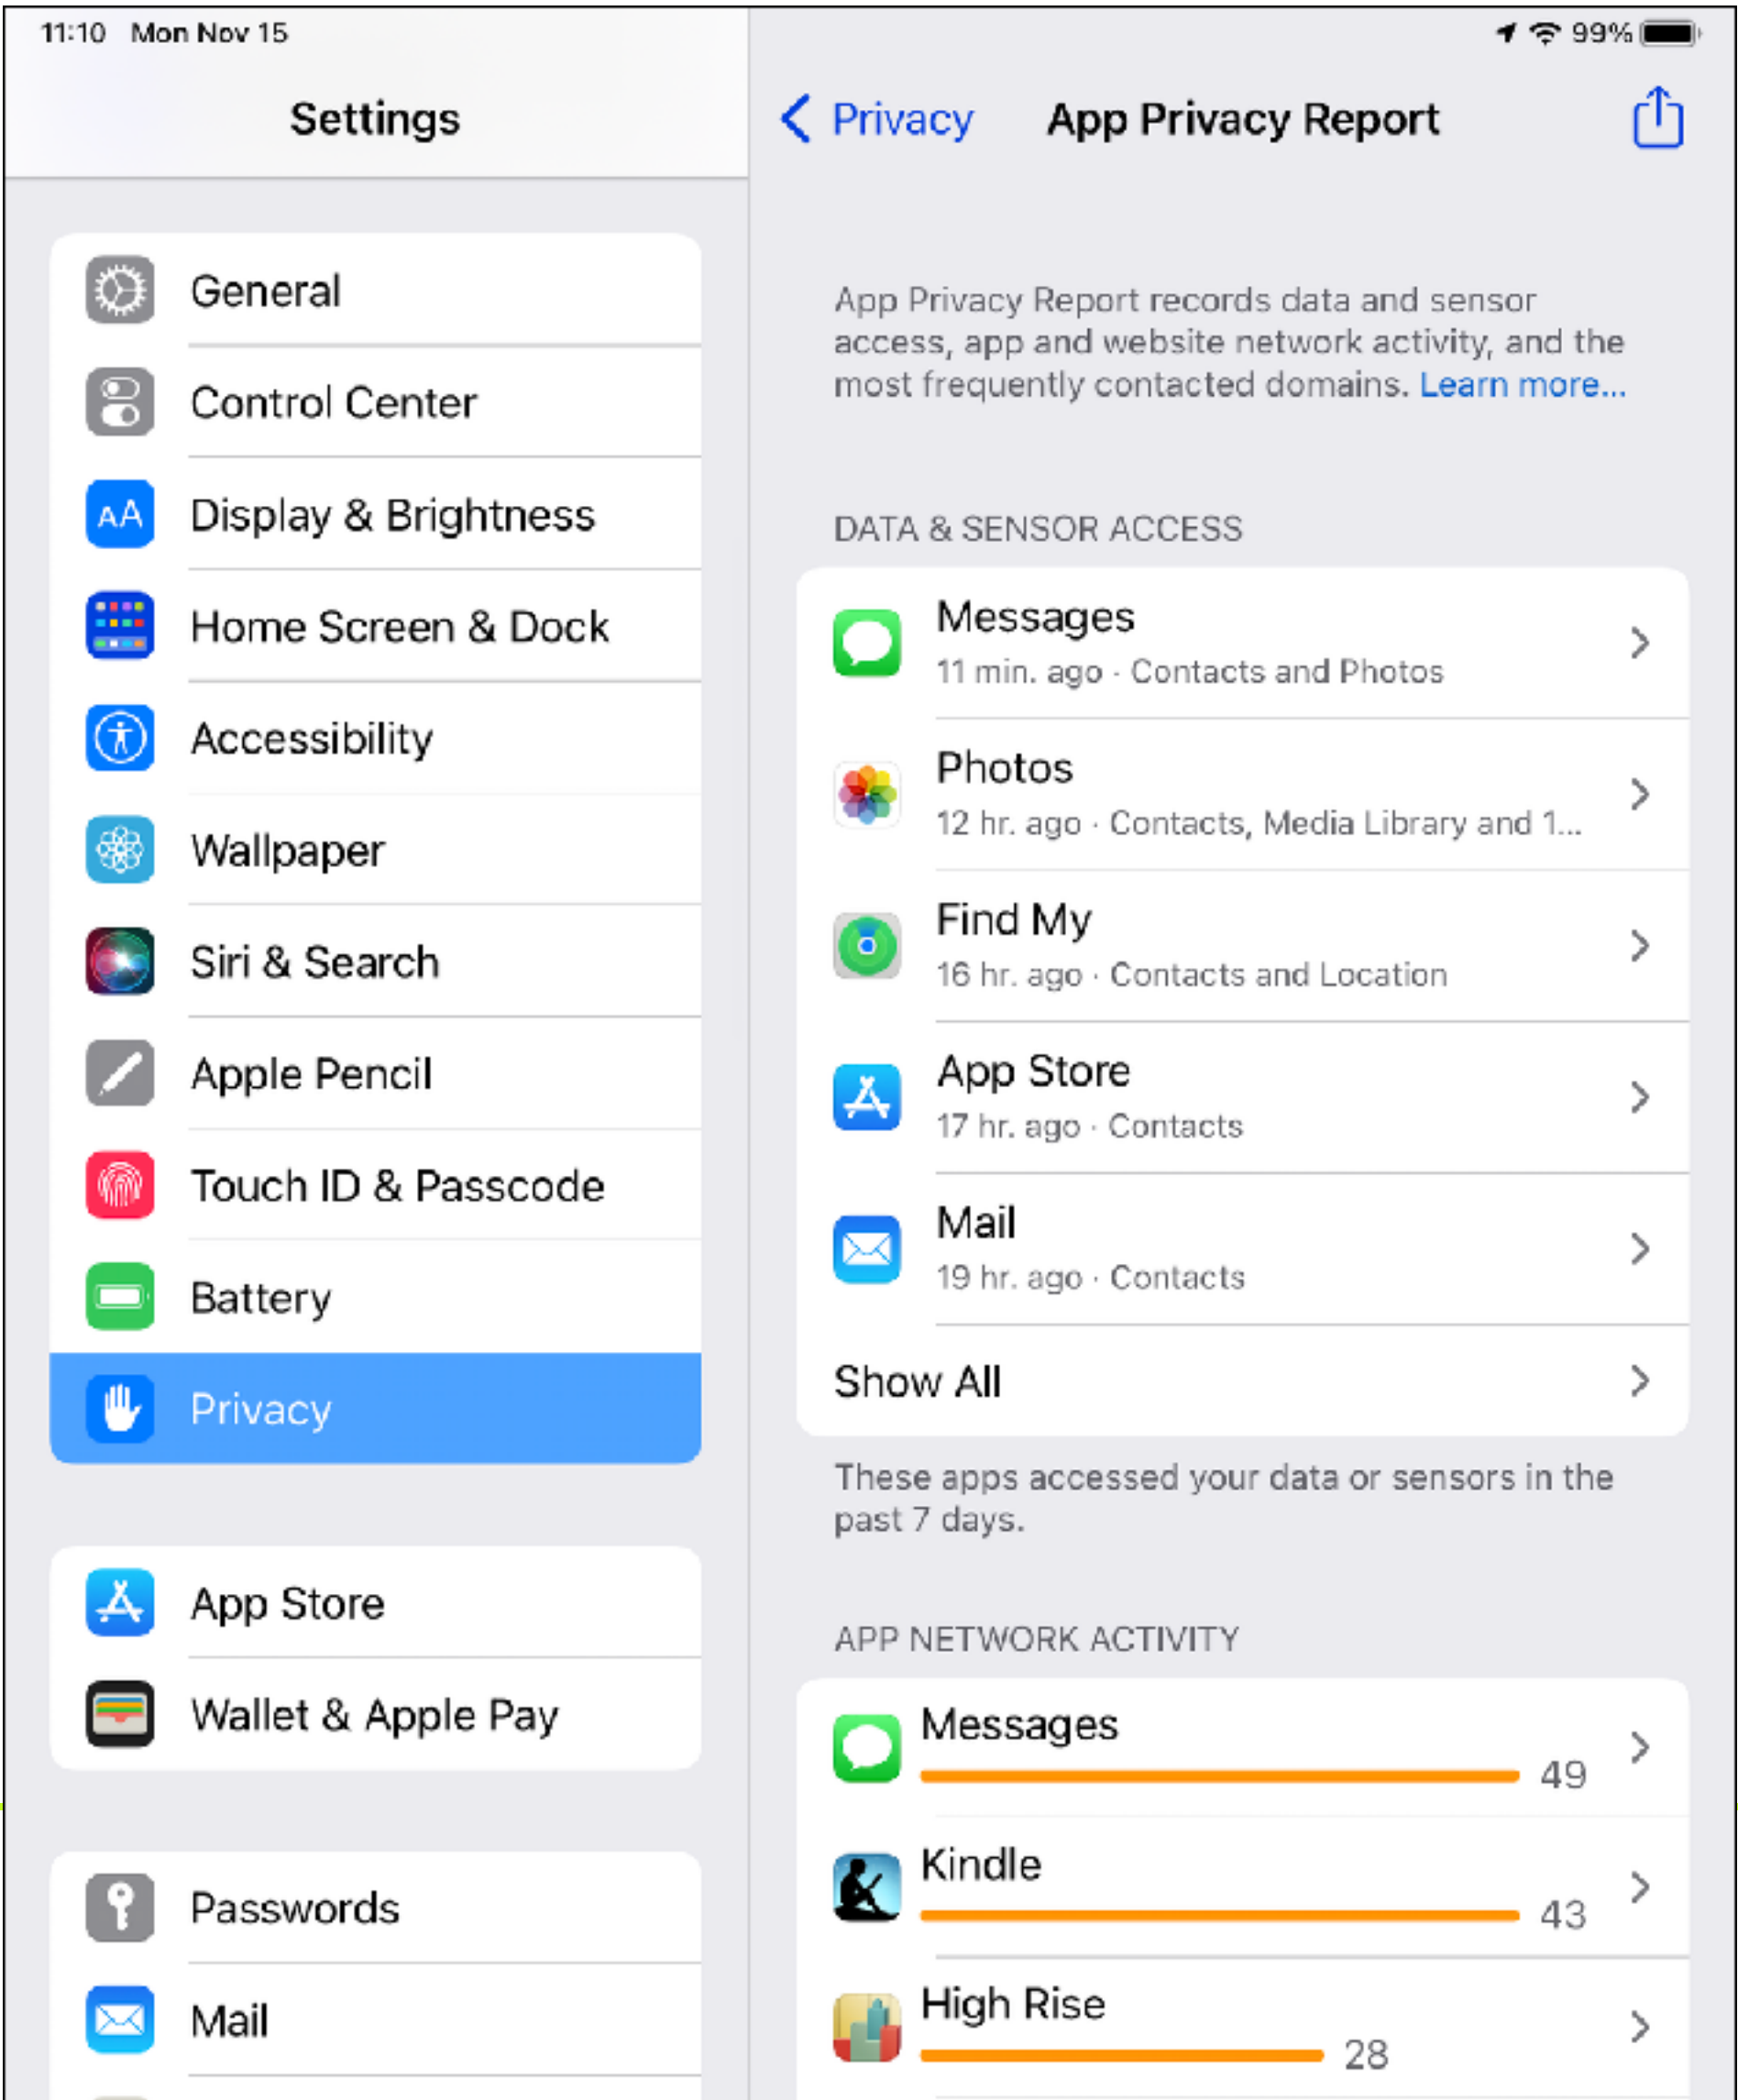 11:10 Mon Nov 15
99%
Settings
General
Control Center
AA Display & Brightness
Home Screen & Dock
Accessibility
Wallpaper
Siri & Search
Apple Pencil
Touch ID & Passcode
Battery
Privacy
App Store
Wallet & Apple Pay
Passwords
Mail
Privacy
App Privacy Report
App Privacy Report records data and sensor
access, app and website network activity, and the
most frequently contacted domains. Learn more...
DATA & SENSOR ACCESS
Messages
11 min. ago · Contacts and Photos
Photos
12 hr. ago · Contacts, Media Library and 1...
Find My
16 hr. ago · Contacts and Location
App Store
17 hr. ago · Contacts
Mail
19 hr. ago · Contacts
Show All
These apps accessed your data or sensors in the
past 7 days.
APP NETWORK ACTIVITY
Messages
49
Kindle
43
High Rise
28